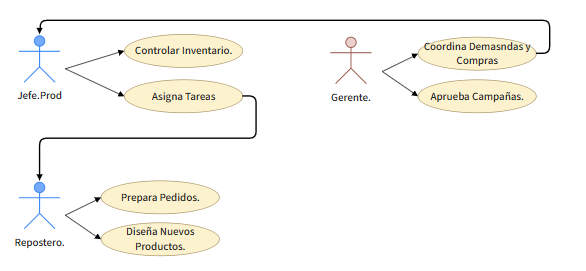 Controlar Inventario.
Coordina Demasndas y
Compras
Jefe.Prod
Asigna Tareas
Gerente.
Aprueba Campañas.
Prepara Pedidos.
Repostero.
Diseña Nuevos
Productos.